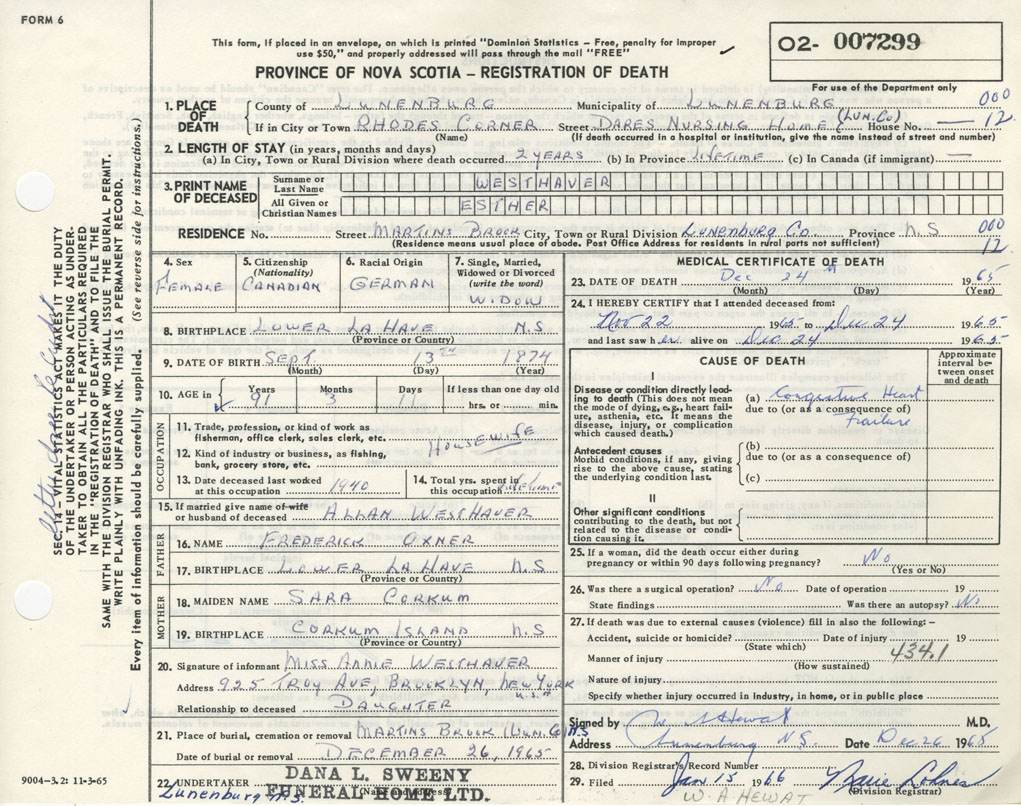 FORM 6
This form, if placed in an envelope, on which is printed "Dominion Statistics – Free, penalty for improper
use $50," and properly addressed will pass through the mail "FREE"
02- 007299
For use of the Department only
PROVINCE OF NOVA SCOTIA – REGISTRATION OF DEATH
SEC. – VITAL STATISTICS ACT MAKES IT THE DUTY
OF THE UNDERTAKER OR PERSON ACTING AS UNDERTAKER
TO OBTAIN ALL THE PARTICULARS REQUIRED
IN THE "REGISTRATION OF DEATH" AND TO FILE THE
SAME WITH THE DIVISION REGISTRAR WHO SHALL ISSUE THE BURIAL PERMIT.
WRITE PLAINLY WITH UNFADING INK. THIS IS A PERMANENT RECORD.
Every item of information should be carefully supplied. (See reverse side for instructions.)
1. PLACE OF DEATH County of LUNENBURG Municipality of LUNENBURG 000
(LUN. Co)
If in City or Town RHODES CORNER Street DARES NURSING HOME House No. — 12
(Name) (If death occurred in a hospital or institution, give the name instead of street and number)
2. LENGTH OF STAY (in years, months and days)
(a) In City, Town or Rural Division where death occurred 2 YEARS (b) In Province LIFETIME (c) In Canada (if immigrant) —
3. PRINT NAME OF DECEASED Surname or Last Name WESTHAVER
All Given or Christian Names ESTHER
RESIDENCE No. Street MARTINS BROOK City, Town or Rural Division Lunenburg Co. Province N.S 000
(Residence means usual place of abode. Post Office Address for residents in rural parts not sufficient) 12
4. Sex FEMALE
5. Citizenship (Nationality) CANADIAN
6. Racial Origin GERMAN
7. Single, Married, Widowed or Divorced (write the word) WIDOW
8. BIRTHPLACE LOWER LA HAVE N.S
(Province or Country)
9. DATE OF BIRTH SEPT 13TH 1874
(Month) (Day) (Year)
10. AGE in Years 91 Months 3 Days 11 If less than one day old hrs. or min.
OCCUPATION
11. Trade, profession, or kind of work as
fisherman, office clerk, sales clerk, etc. HOUSEWIFE
12. Kind of industry or business, as fishing,
bank, grocery store, etc.
13. Date deceased last worked
at this occupation 1940
14. Total yrs. spent in
this occupation
15. If married give name of wife
or husband of deceased ALLAN WESTHAVER
FATHER
16. NAME FREDERICK OXNER
17. BIRTHPLACE LOWER LA HAVE N.S
(Province or Country)
MOTHER
18. MAIDEN NAME SARA CORKUM
19. BIRTHPLACE CORKUM ISLAND N.S
(Province or Country)
20. Signature of informant MISS ANNIE WESTHAVER
Address 925 TROY AVE, BROOKLYN, NEW YORK
U.S.A
Relationship to deceased DAUGHTER
21. Place of burial, cremation or removal MARTINS BROOK (LUN. Co) N.S
Date of burial or removal DECEMBER 26, 1965
22. UNDERTAKER DANA L. SWEENY
FUNERAL HOME LTD.
(Name and address)
Lunenburg N.S.
9004-3.2: 11-3-65
MEDICAL CERTIFICATE OF DEATH
23. DATE OF DEATH Dec 24th 1965
(Month) (Day) (Year)
24. I HEREBY CERTIFY that I attended deceased from:
Nov 22 1965 to Dec 24 1965
and last saw her alive on Dec 24 1965
CAUSE OF DEATH
Approximate interval between onset and death
I
Disease or condition directly leading
to death (This does not mean
the mode of dying, e.g., heart failure,
asthenia, etc. It means the
disease, injury, or complication
which caused death.)
(a) Congestive Heart
due to (or as a consequence of)
Failure
Antecedent causes
Morbid conditions, if any, giving
rise to the above cause, stating
the underlying condition last.
(b)
due to (or as a consequence of)
(c)
II
Other significant conditions
contributing to the death, but not
related to the disease or condition
causing it.
25. If a woman, did the death occur either during
pregnancy or within 90 days following pregnancy? No
(Yes or No)
26. Was there a surgical operation? No Date of operation 19
State findings Was there an autopsy? No
27. If death was due to external causes (violence) fill in also the following –
Accident, suicide or homicide? Date of injury 19
(State which)
434.1
Manner of injury
(How sustained)
Nature of injury
Specify whether injury occurred in Industry, in home, or in public place
Signed by W A Hewat M.D.
Address Lunenburg N.S. Date Dec 26 1965
28. Division Registrar's Record Number
29. Filed Jan 15 1966
(Division Registrar)
W. A HEWAT